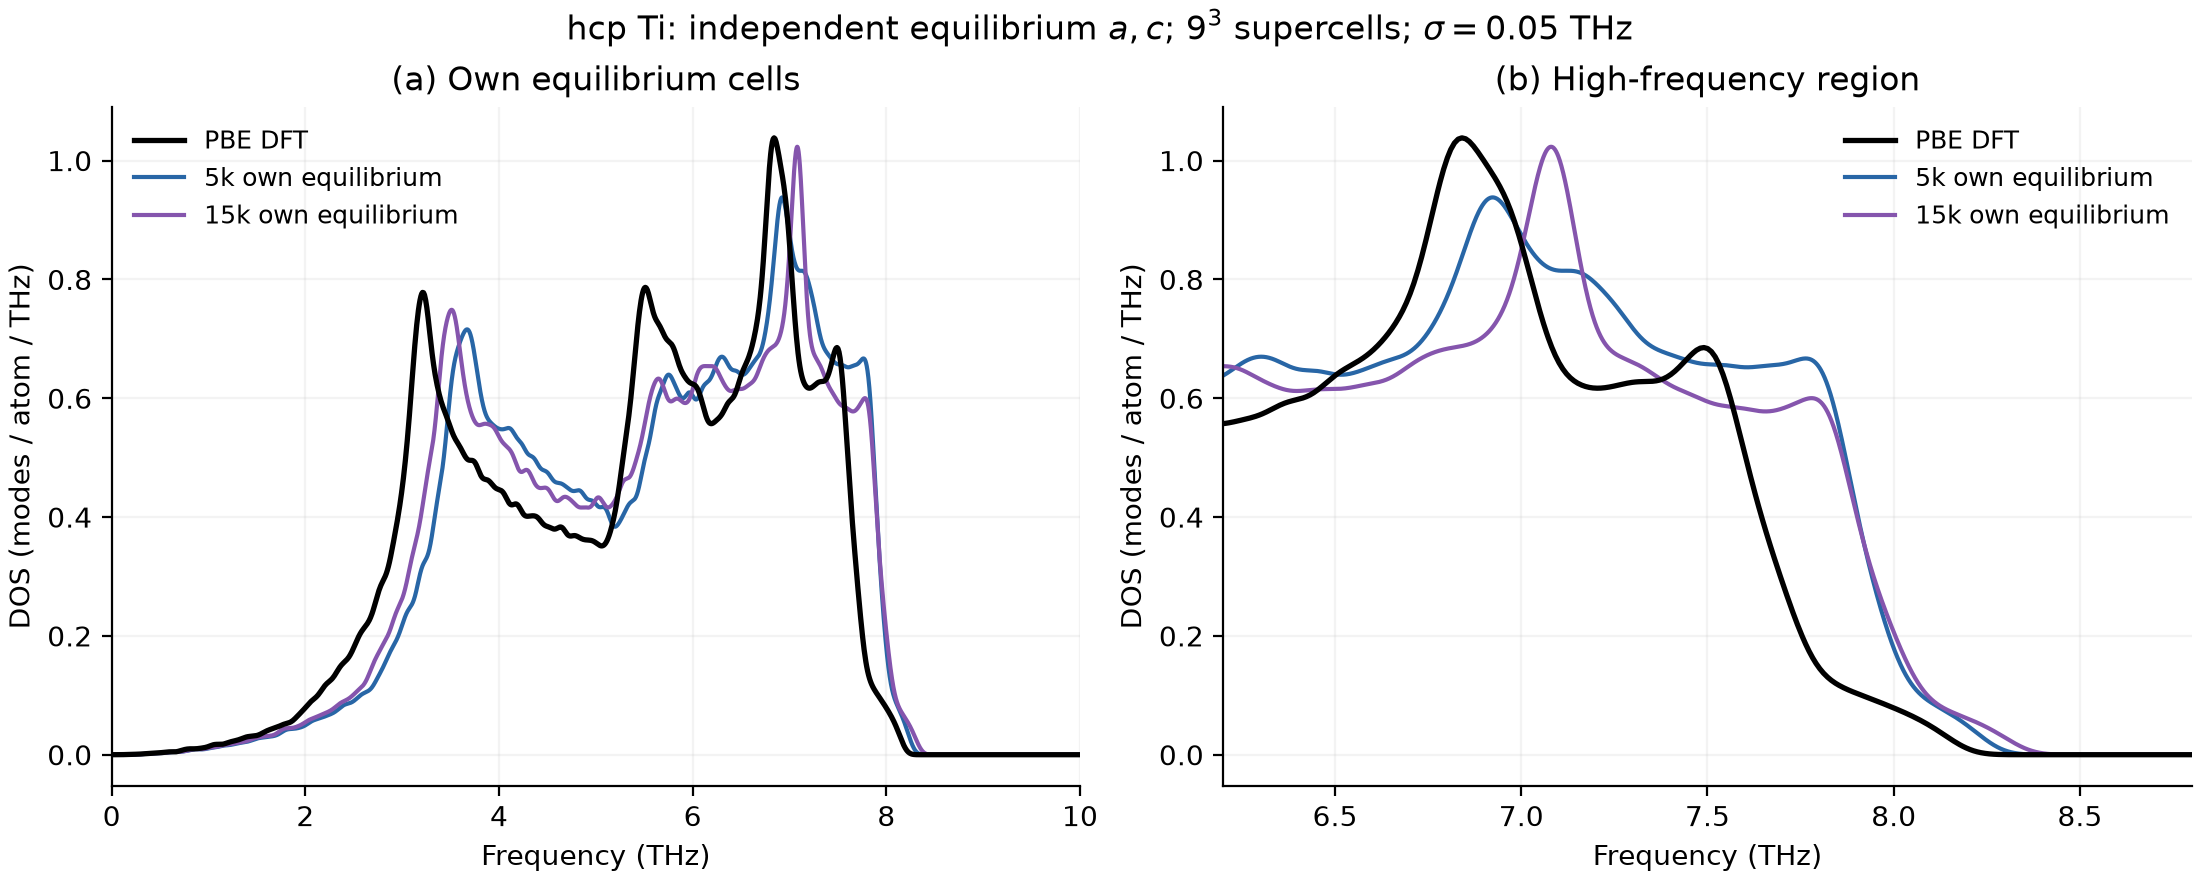 hcp Ti: independent equilibrium a, c; 9³ supercells; σ = 0.05 THz
(a) Own equilibrium cells
PBE DFT
5k own equilibrium
15k own equilibrium
DOS (modes / atom / THz)
1.0
0.8
0.6
0.4
0.2
0.0
0 2 4 6 8 10
Frequency (THz)
(b) High-frequency region
PBE DFT
5k own equilibrium
15k own equilibrium
DOS (modes / atom / THz)
1.0
0.8
0.6
0.4
0.2
0.0
6.5 7.0 7.5 8.0 8.5
Frequency (THz)